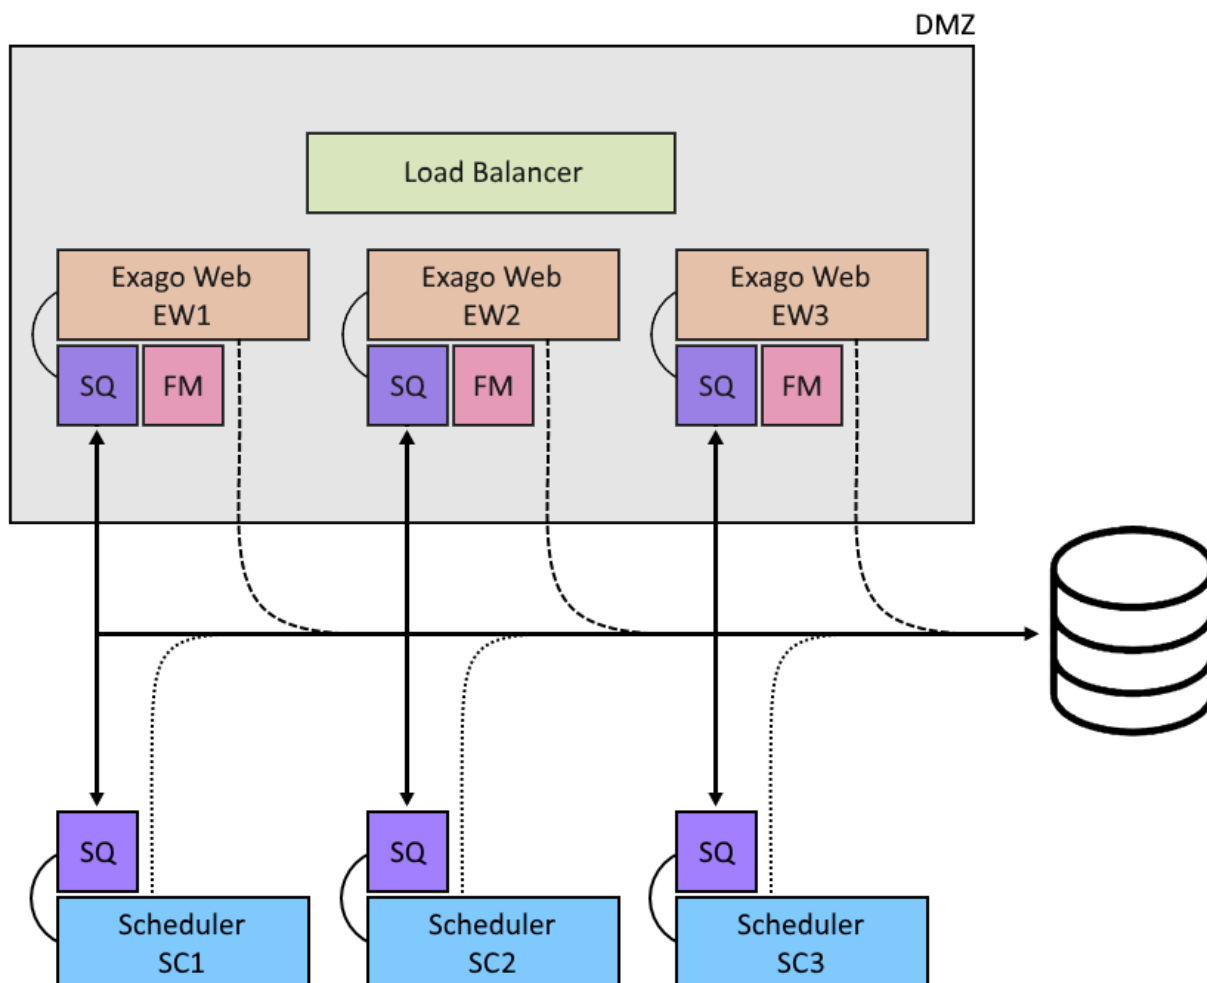 DMZ
Load Balancer
Exago Web
EW1
Exago Web
EW2
Exago Web
EW3
SQ
FM
SQ
FM
SQ
FM
SQ
SQ
SQ
Scheduler
SC1
Scheduler
SC2
Scheduler
SC3